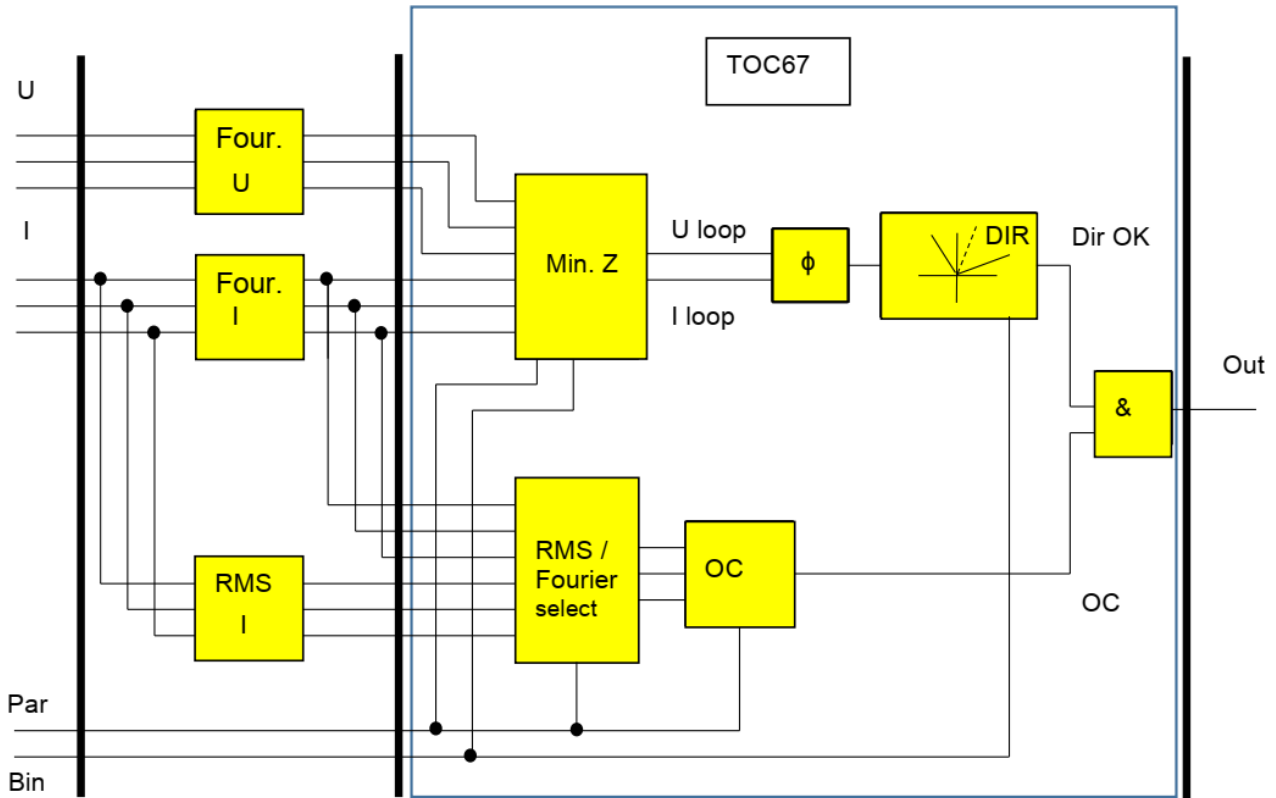 TOC67
U
Four.
U
I
Four.
I
Min. Z
U loop
I loop
ϕ
DIR
Dir OK
&
Out
RMS
I
RMS /
Fourier
select
OC
OC
Par
Bin